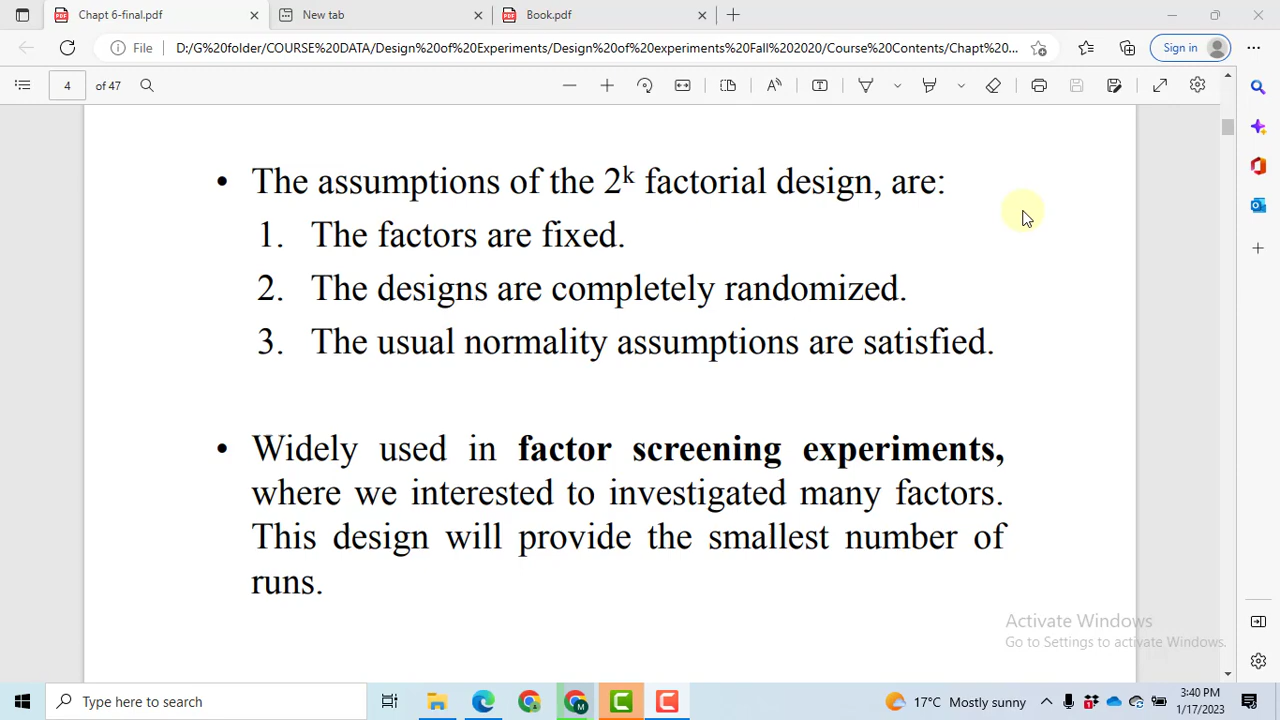 Chapt 6-final.pdf
New tab
Book.pdf
File
D:/G%20folder/COURSE%20DATA/Design%20of%20Experiments/Design%20of%20experiments%20Fall%202020/Course%20Contents/Chapt%20...
Sign in
4 of 47
• The assumptions of the 2ᵏ factorial design, are:
1. The factors are fixed.
2. The designs are completely randomized.
3. The usual normality assumptions are satisfied.
• Widely used in factor screening experiments,
where we interested to investigated many factors.
This design will provide the smallest number of
runs.
Activate Windows
Go to Settings to activate Windows.
Type here to search
17°C Mostly sunny
3:40 PM
1/17/2023